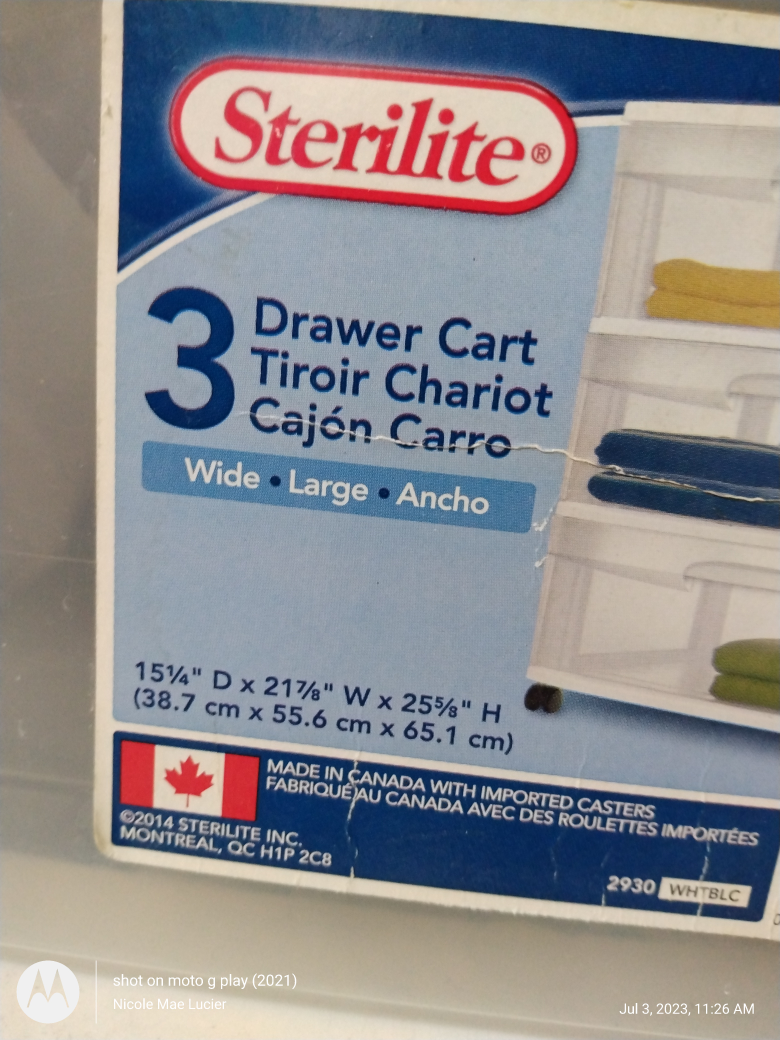 Sterilite®
3
Drawer Cart
Tiroir Chariot
Cajón Carro
Wide • Large • Ancho
15¼" D x 21⅞" W x 25⅝" H
(38.7 cm x 55.6 cm x 65.1 cm)
MADE IN CANADA WITH IMPORTED CASTERS
FABRIQUÉ AU CANADA AVEC DES ROULETTES IMPORTÉES
©2014 STERILITE INC.
MONTREAL, QC H1P 2C8
2930 WHTBLC
shot on moto g play (2021)
Nicole Mae Lucier
Jul 3, 2023, 11:26 AM